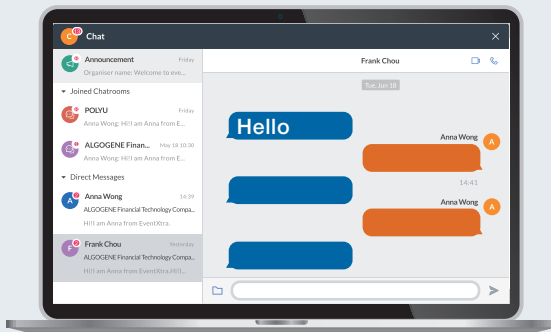 Chat
Announcement Friday
Organiser name: Welcome to eve...
Joined Chatrooms
POLYU Friday
Anna Wong: Hi!I am Anna from E...
ALGOGENE Finan... May 18 10:30
Anna Wong: Hi!I am Anna from E...
Direct Messages
A Anna Wong 14:39
ALGOGENE Financial Technology Compa...
Hi!I am Anna from EventXtra.
F Frank Chou Yesterday
ALGOGENE Financial Technology Compa...
Hi!I am Anna from EventXtra.Hi!I...
Frank Chou
Tue, Jun 18
Hello
Anna Wong A
14:41
Anna Wong A